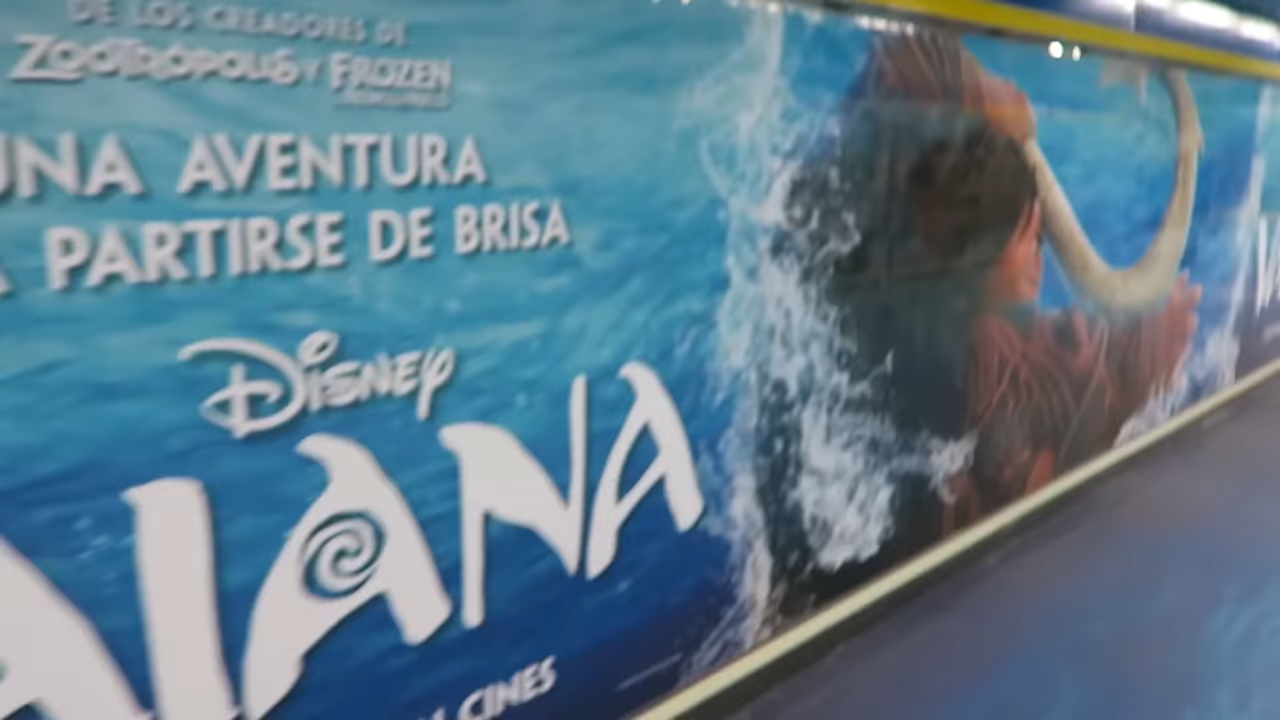 DE LOS CREADORES DE
ZOOTRÓPOLIS Y FROZEN
UNA AVENTURA
PARTIRSE DE BRISA
DISNEY
AIANA
CINES